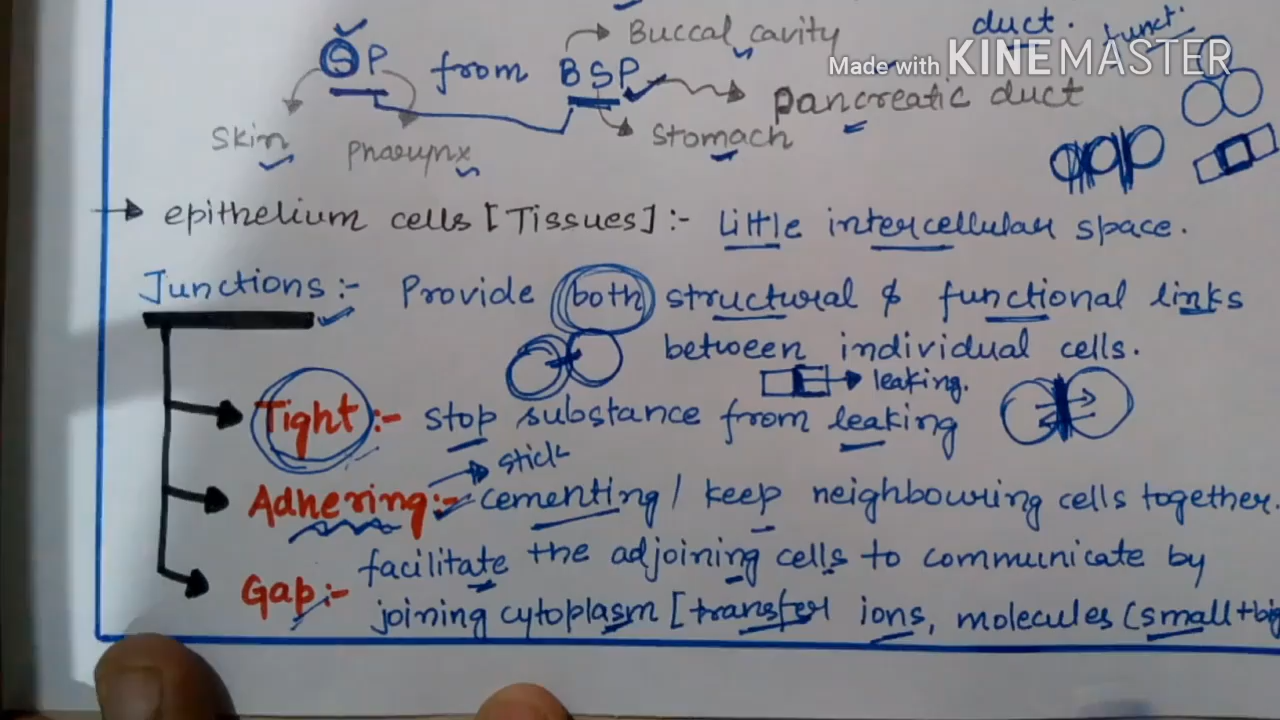 duct. funct.
Buccal cavity
Made with KINEMASTER
SP from BSP
pancreatic duct
Skin Pharynx Stomach
epithelium cells [Tissues] :- Little intercellular space.
Junctions :- Provide both structural & functional links
between individual cells.
leaking.
Tight :- stop substance from leaking
stick
Adhering :- cementing / keep neighbouring cells together.
Gap :- facilitate the adjoining cells to communicate by
joining cytoplasm [transfer ions, molecules (small + big